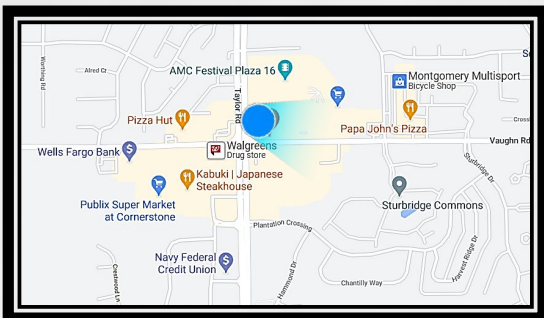 Su
AMC Festival Plaza 16
Alred Ct
Worthing Rd
Taylor Rd
Montgomery Multisport
Bicycle Shop
Pizza Hut
Papa John's Pizza
Vaughn Rd
Wells Fargo Bank
Walgreens
Drug store
Kabuki | Japanese
Steakhouse
Sturbridge Dr
Publix Super Market
at Cornerstone
Sturbridge Commons
Plantation Crossing
Navy Federal
Credit Union
Hammond Dr
Harvest Ridge Dr
Chantilly Way
Crestwood Ln